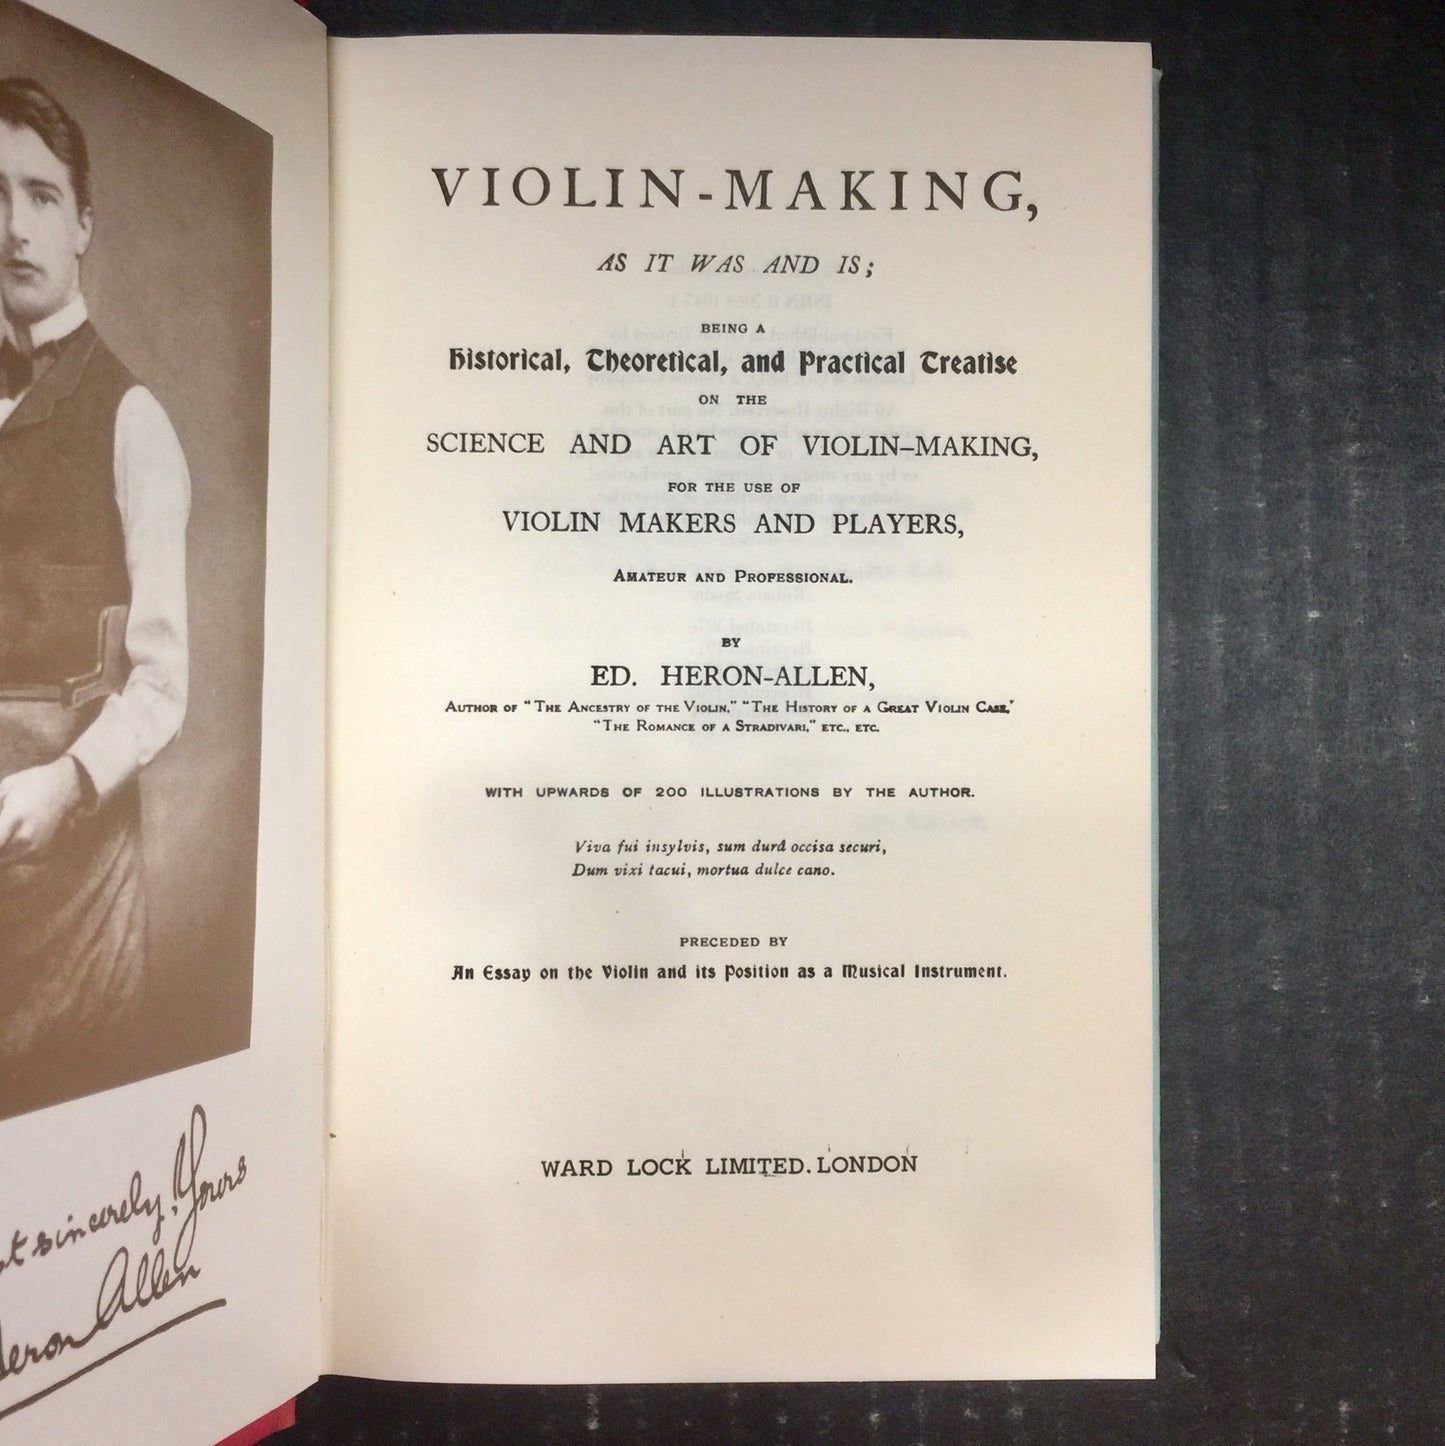 VIOLIN-MAKING,
AS IT WAS AND IS;
BEING A
Historical, Theoretical, and Practical Treatise
ON THE
SCIENCE AND ART OF VIOLIN-MAKING,
FOR THE USE OF
VIOLIN MAKERS AND PLAYERS,
AMATEUR AND PROFESSIONAL.
BY
ED. HERON-ALLEN,
AUTHOR OF "THE ANCESTRY OF THE VIOLIN," "THE HISTORY OF A GREAT VIOLIN CASE,"
"THE ROMANCE OF A STRADIVARI," ETC., ETC.
WITH UPWARDS OF 200 ILLUSTRATIONS BY THE AUTHOR.
Viva fui insylvis, sum durâ occisa securi,
Dum vixi tacui, mortua dulce cano.
PRECEDED BY
An Essay on the Violin and its Position as a Musical Instrument.
WARD LOCK LIMITED. LONDON
sincerely, Yours
Allen